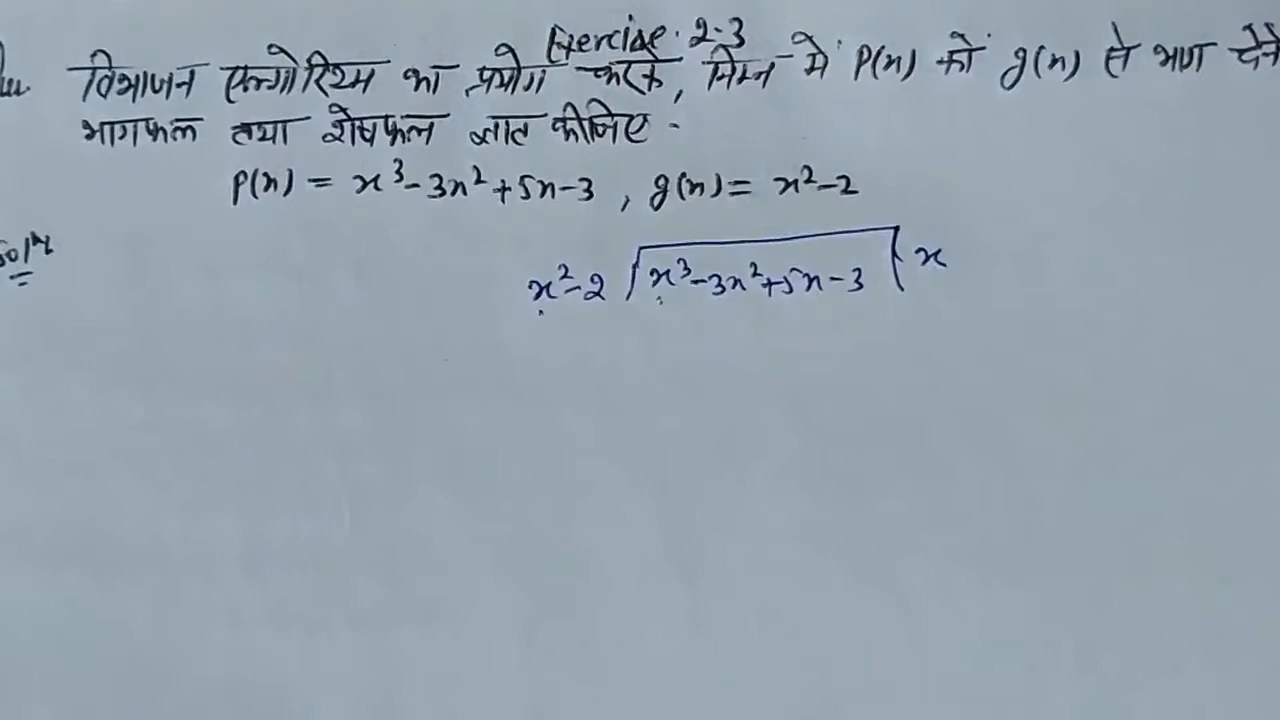 Exercise. 2.3
विभाजन एल्गोरिथ्म का प्रयोग करके, निम्न में P(x) को g(x) से भाग देने
भागफल तथा शेषफल ज्ञात कीजिए -
P(x) = x³-3x²+5x-3 , g(x) = x²-2
Solⁿ
x²-2 x³-3x²+5x-3 x